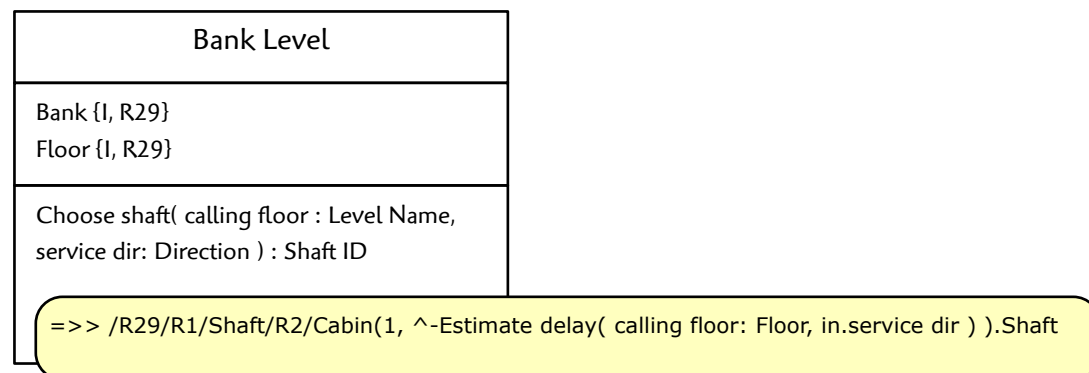 Bank Level
Bank {I, R29}
Floor {I, R29}
Choose shaft( calling floor : Level Name,
service dir: Direction ) : Shaft ID
=>> /R29/R1/Shaft/R2/Cabin(1, ^-Estimate delay( calling floor: Floor, in.service dir ) ).Shaft